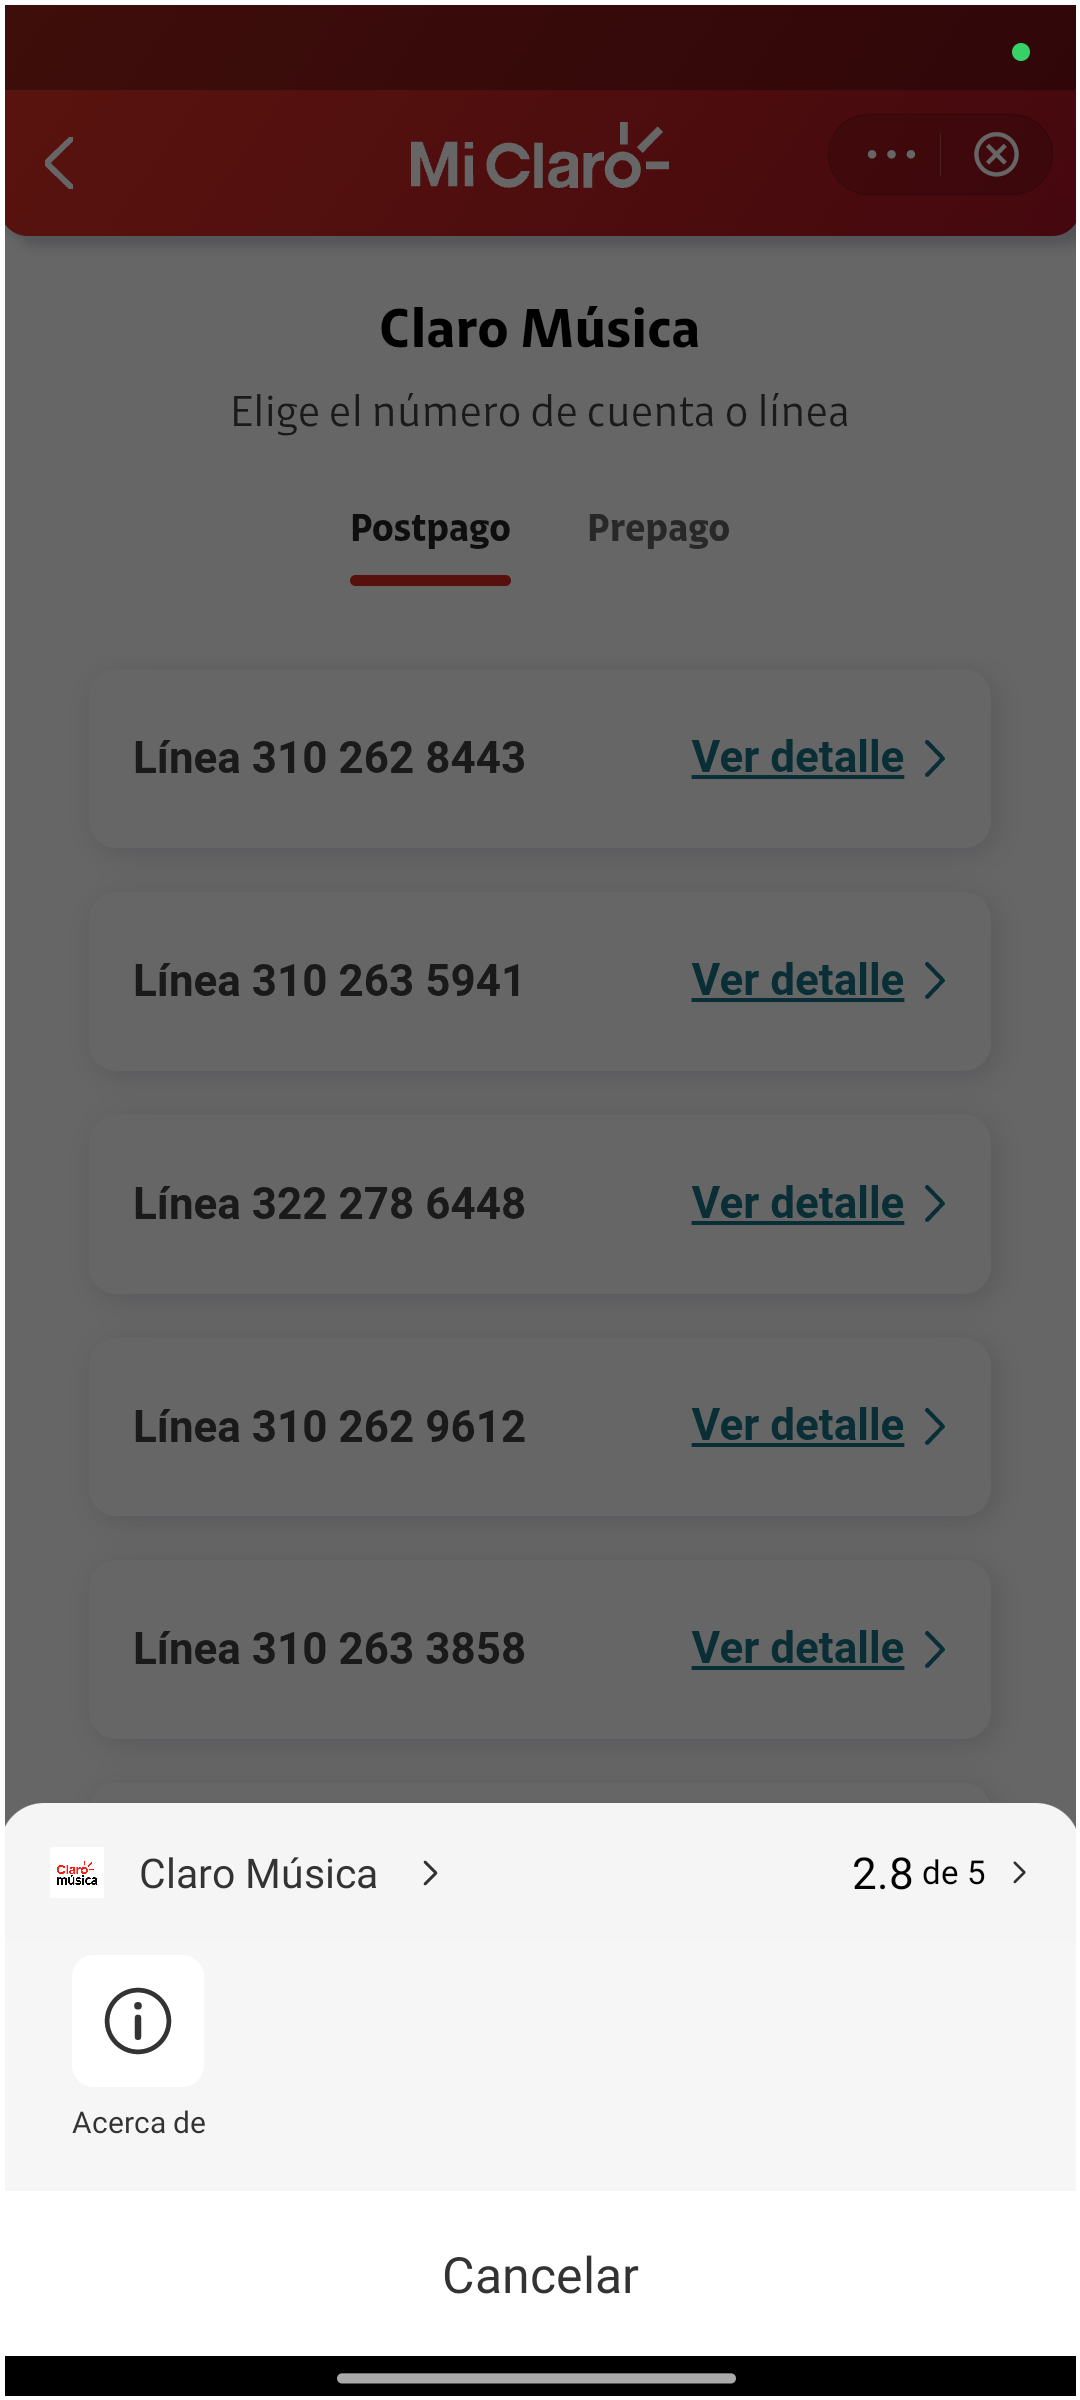 Mi Claro
Claro Música
Elige el número de cuenta o línea
Postpago Prepago
Línea 310 262 8443 Ver detalle
Línea 310 263 5941 Ver detalle
Línea 322 278 6448 Ver detalle
Línea 310 262 9612 Ver detalle
Línea 310 263 3858 Ver detalle
Claro música Claro Música 2.8 de 5
Acerca de
Cancelar